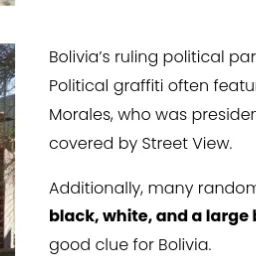 Bolivia’s ruling political par
Political graffiti often featu
Morales, who was presiden
covered by Street View.
Additionally, many random
black, white, and a large b
good clue for Bolivia.